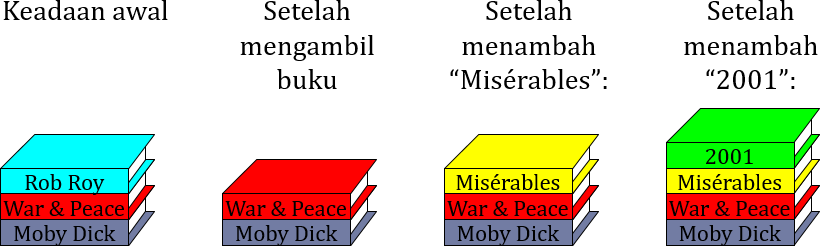 Keadaan awal
Rob Roy
War & Peace
Moby Dick
Setelah
mengambil
buku
War & Peace
Moby Dick
Setelah
menambah
“Misérables”:
Misérables
War & Peace
Moby Dick
Setelah
menambah
“2001”:
2001
Misérables
War & Peace
Moby Dick